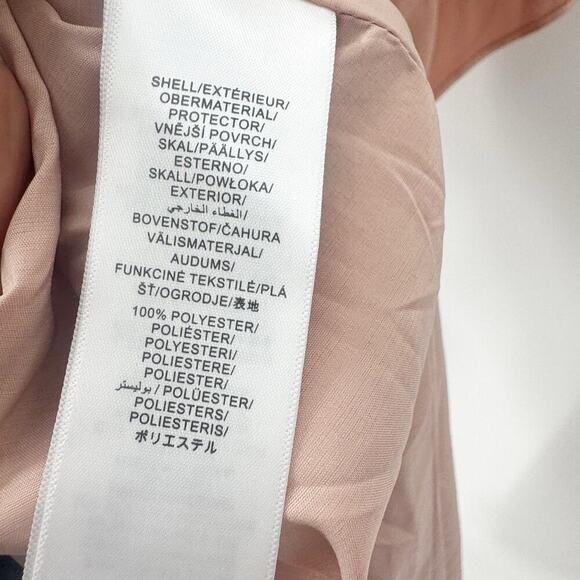 SHELL/EXTÉRIEUR/
OBERMATERIAL/
PROTECTOR/
VNĚJŠÍ POVRCH/
SKAL/PÄÄLLYS/
ESTERNO/
SKALL/POWŁOKA/
EXTERIOR/
الغطاء الخارجي/
BOVENSTOF/ČAHURA
VÄLISMATERJAL/
AUDUMS/
FUNKCINĖ TEKSTILĖ/PLÁ
ŠŤ/OGRODJE/表地
100% POLYESTER/
POLIÉSTER/
POLYESTERI/
POLIESTERE/
POLIESTER/
بوليستر / POLÜESTER/
POLIESTERS/
POLIESTERIS/
ポリエステル